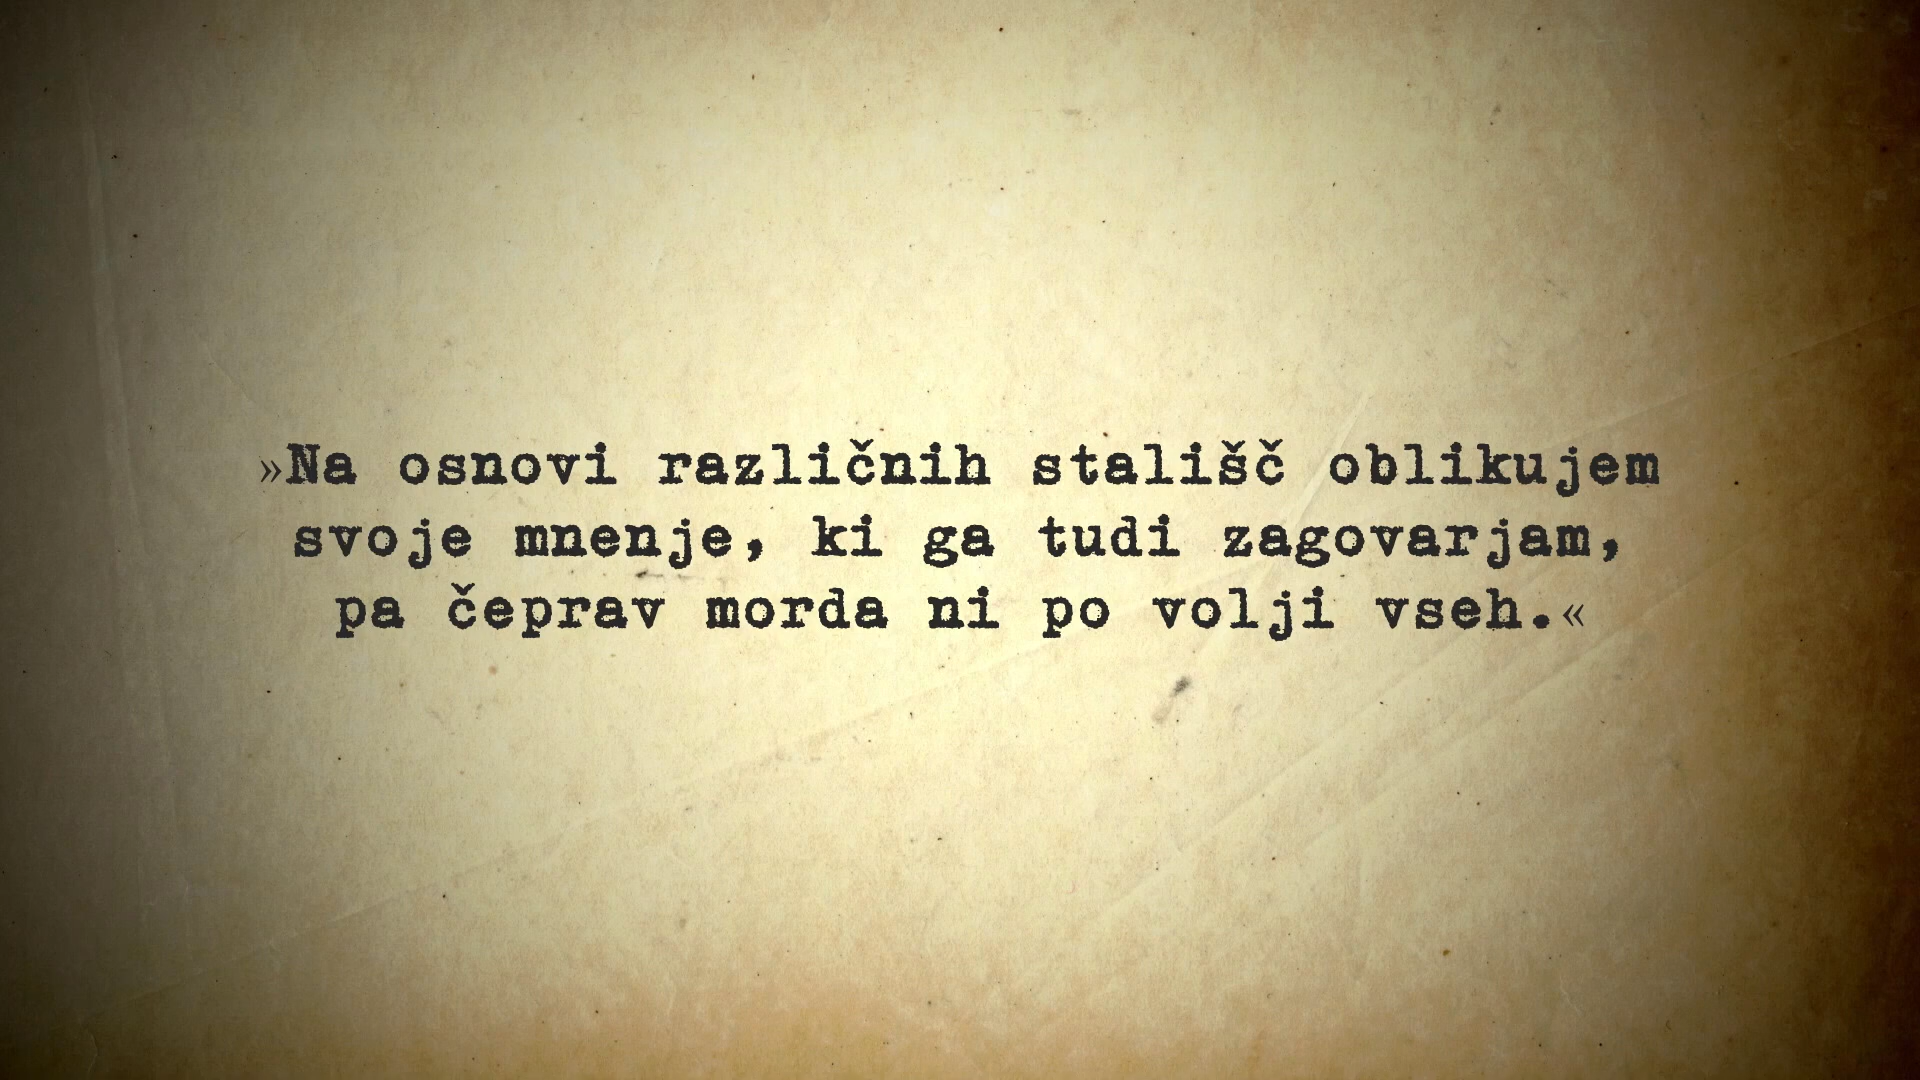 »Na osnovi različnih stališč oblikujem
svoje mnenje, ki ga tudi zagovarjam,
pa čeprav morda ni po volji vseh.«